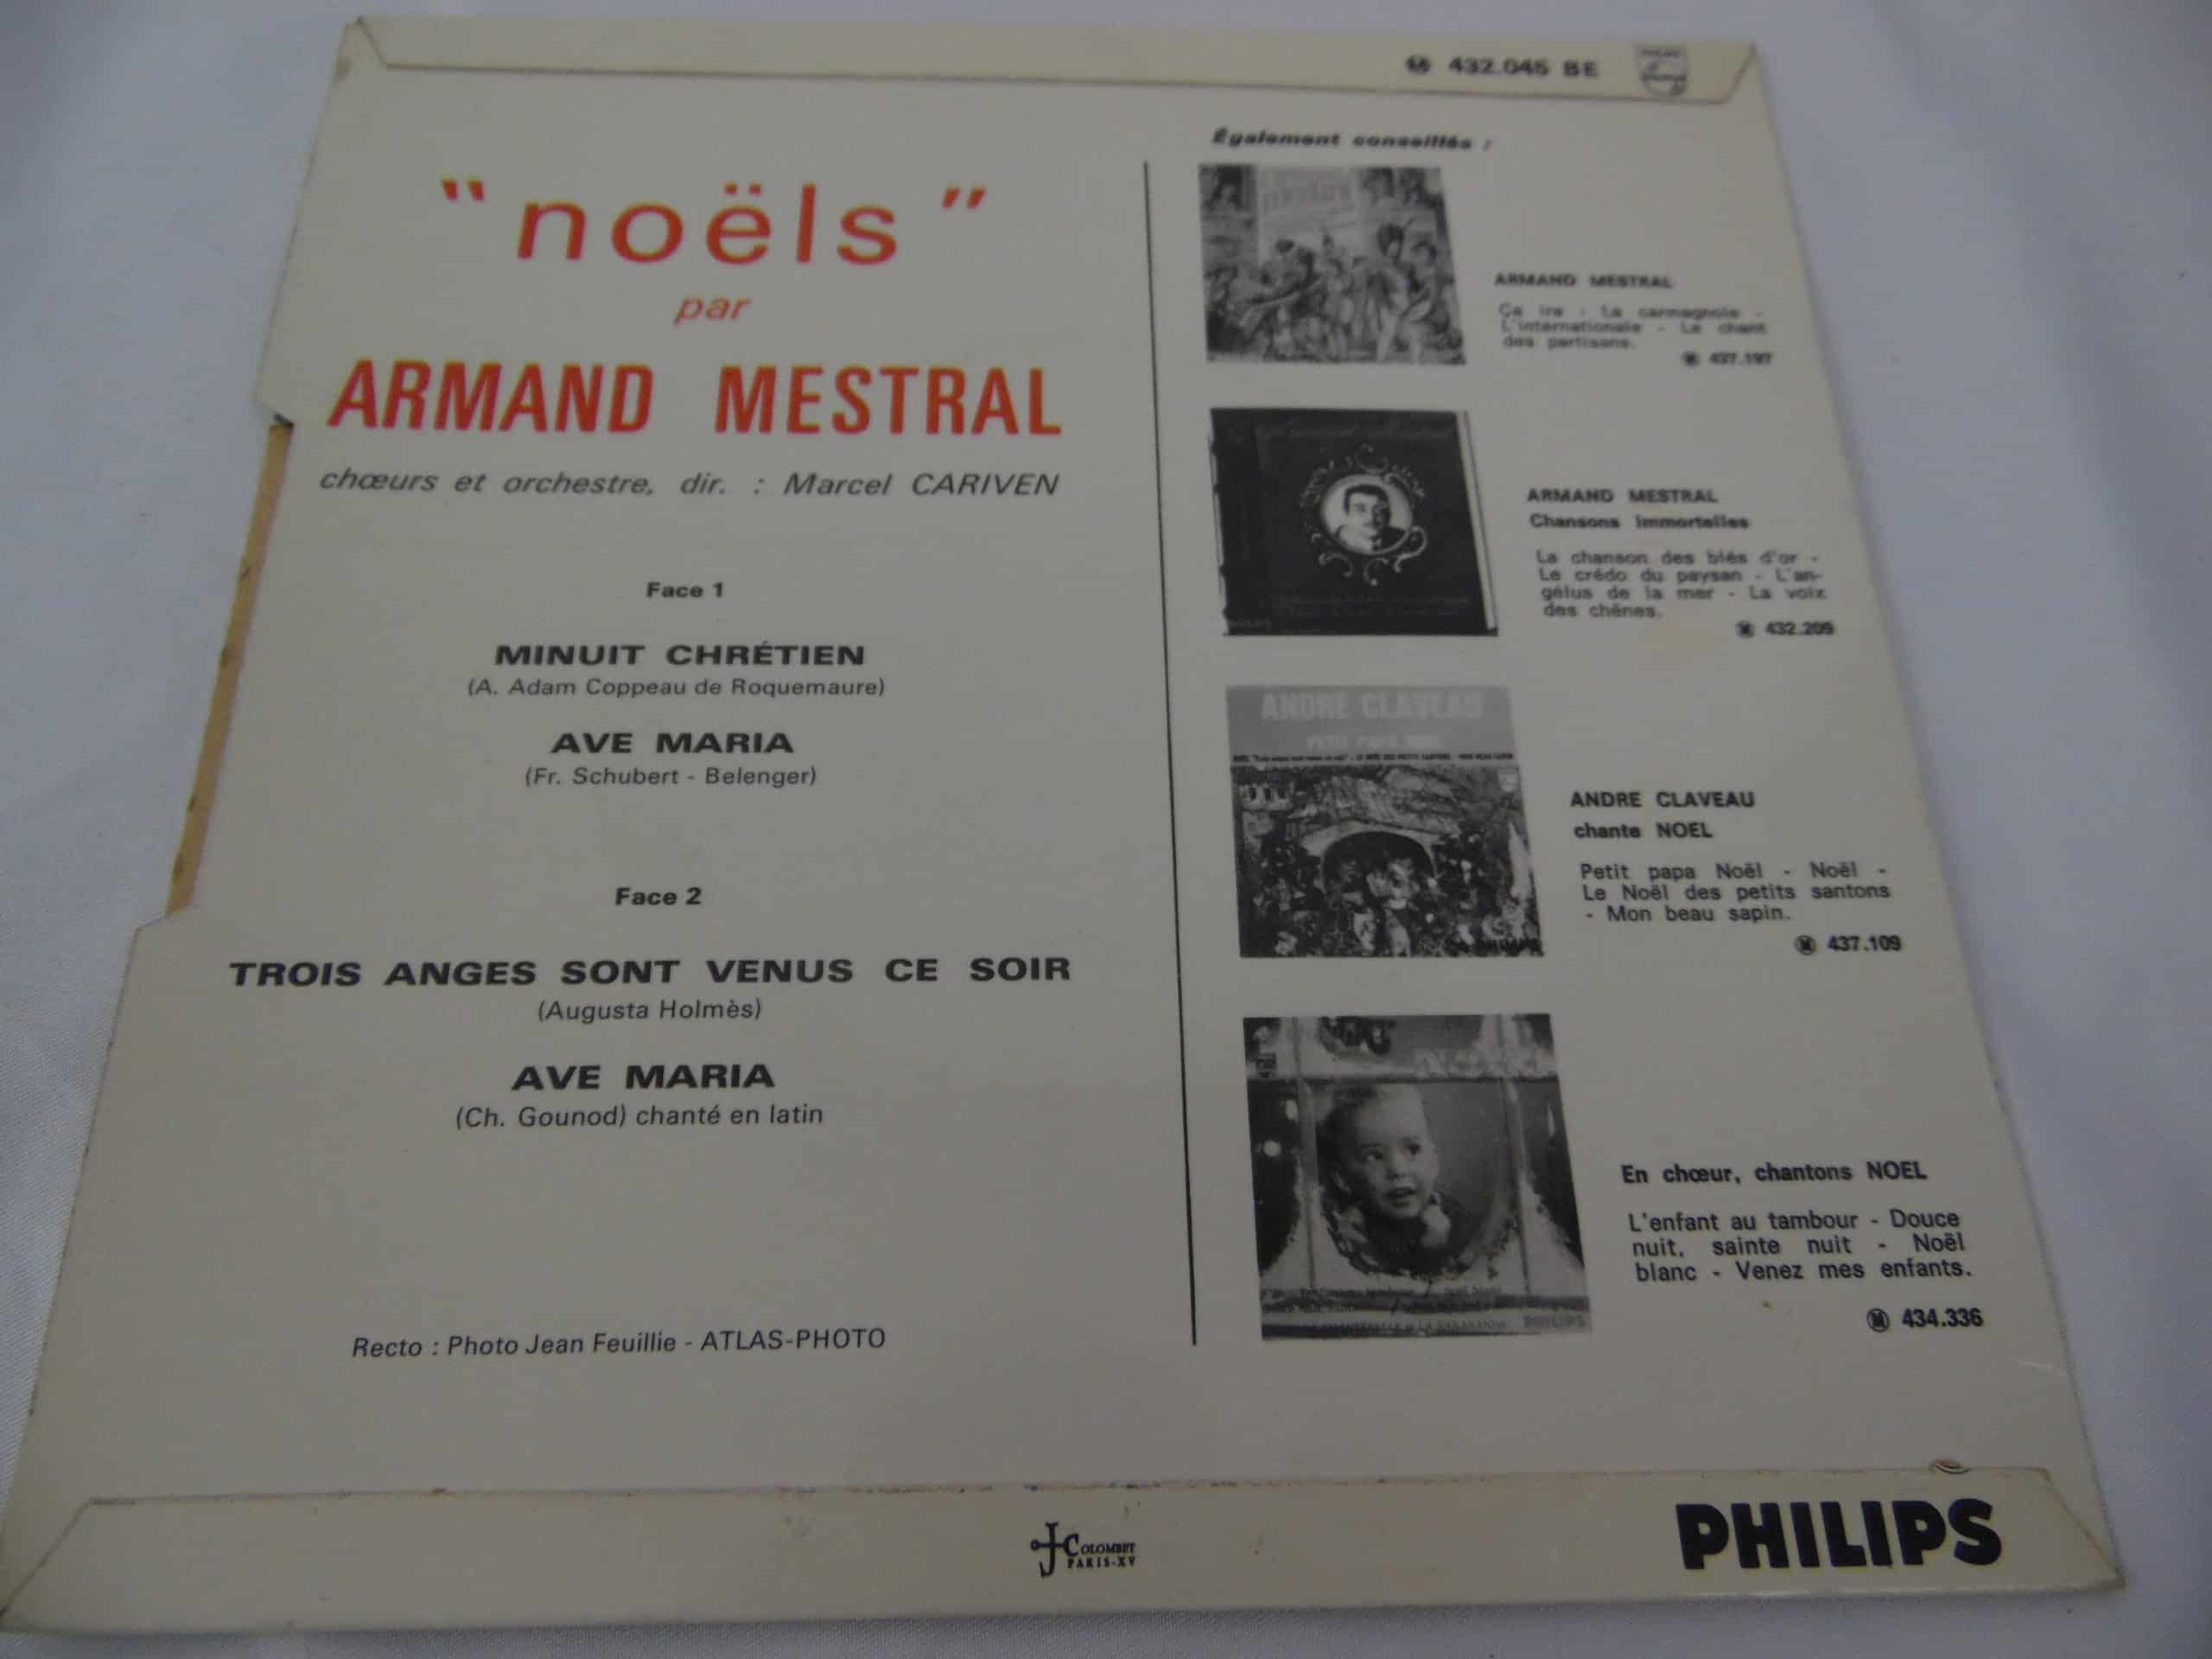 432.045 BE
"noëls"
par
ARMAND MESTRAL
chœurs et orchestre, dir. : Marcel CARIVEN
Face 1
MINUIT CHRÉTIEN
(A. Adam Coppeau de Roquemaure)
AVE MARIA
(Fr. Schubert - Belenger)
Face 2
TROIS ANGES SONT VENUS CE SOIR
(Augusta Holmès)
AVE MARIA
(Ch. Gounod) chanté en latin
Recto : Photo Jean Feuillie - ATLAS-PHOTO
Également conseillés :
ARMAND MESTRAL
Ça ira - La carmagnole -
L'internationale - Le chant
des partisans.
437.197
ARMAND MESTRAL
Chansons Immortelles
La chanson des blés d'or -
Le crédo du paysan - L'an-
gélus de la mer - La voix
des chênes.
432.209
ANDRE CLAVEAU
PETIT PAPA NOEL
ANDRE CLAVEAU
chante NOEL
Petit papa Noël - Noël -
Le Noël des petits santons
- Mon beau sapin.
Ⓜ 437.109
PHILIPS
En chœur, chantons NOEL
L'enfant au tambour - Douce
nuit, sainte nuit - Noël
blanc - Venez mes enfants.
Ⓜ 434.336
J COLOMBET
PARIS-XV
PHILIPS